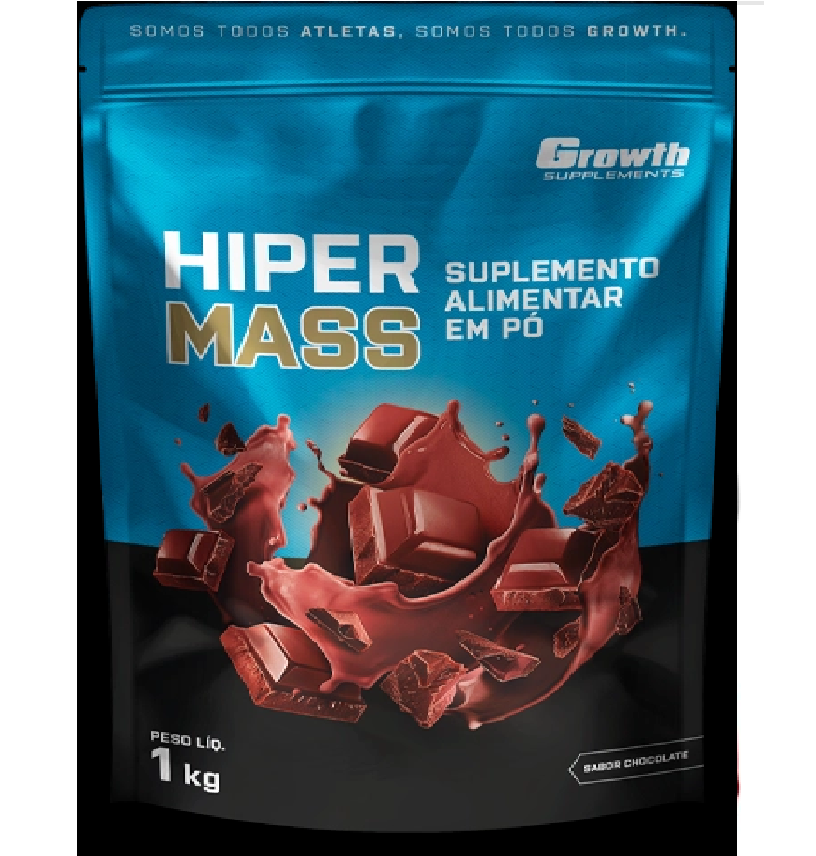 SOMOS TODOS ATLETAS, SOMOS TODOS GROWTH.
Growth
SUPPLEMENTS
HIPER
MASS
SUPLEMENTO
ALIMENTAR
EM PÓ
PESO LÍQ.
1 kg
SABOR CHOCOLATE